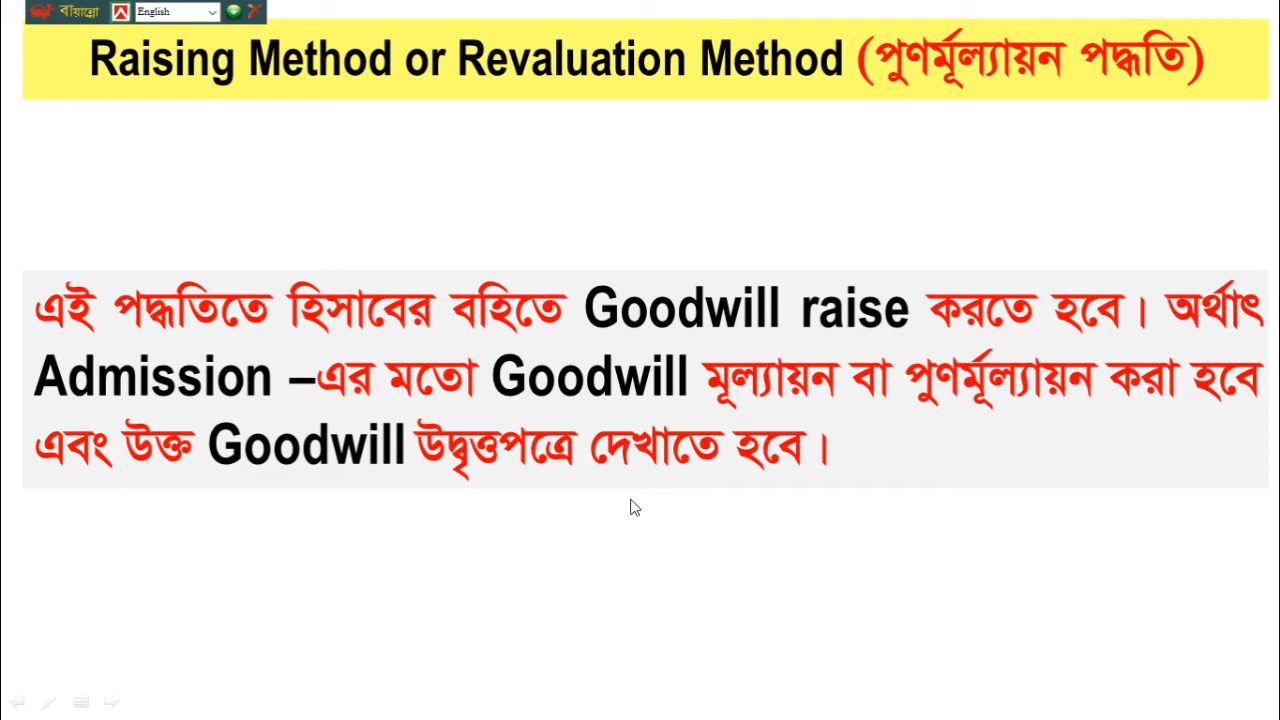 বায়ান্নো English
Raising Method or Revaluation Method (পুণর্মূল্যায়ন পদ্ধতি)
এই পদ্ধতিতে হিসাবের বহিতে Goodwill raise করতে হবে। অর্থাৎ
Admission –এর মতো Goodwill মূল্যায়ন বা পুণর্মূল্যায়ন করা হবে
এবং উক্ত Goodwill উদ্বৃত্তপত্রে দেখাতে হবে।